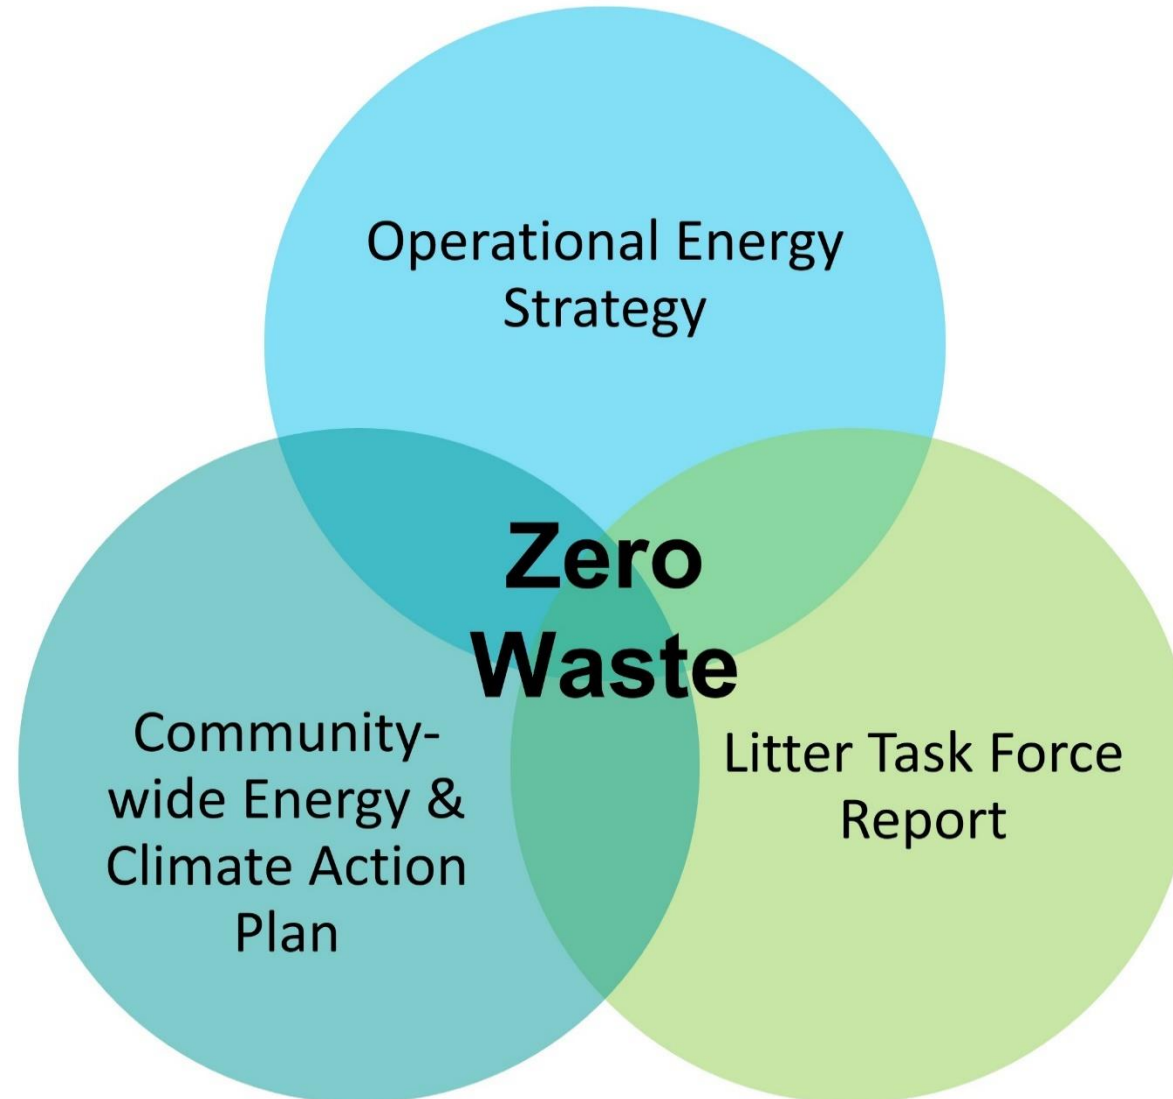 Operational Energy
Strategy
Zero
Waste
Community-
wide Energy &
Climate Action
Plan
Litter Task Force
Report